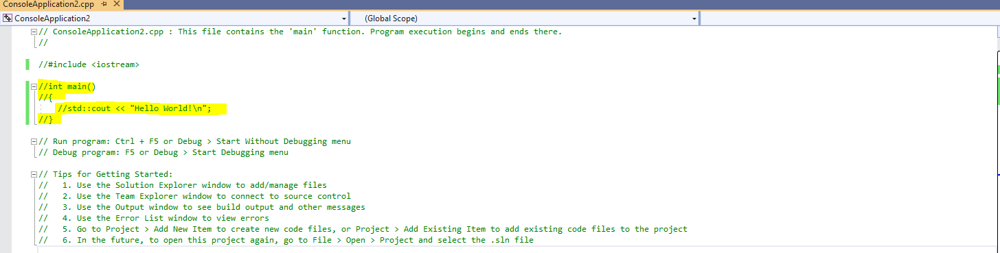 ConsoleApplication2.cpp
ConsoleApplication2 (Global Scope)
// ConsoleApplication2.cpp : This file contains the 'main' function. Program execution begins and ends there.
//
//#include <iostream>
//int main()
//{
//std::cout << "Hello World!\n";
//}
// Run program: Ctrl + F5 or Debug > Start Without Debugging menu
// Debug program: F5 or Debug > Start Debugging menu
// Tips for Getting Started:
//   1. Use the Solution Explorer window to add/manage files
//   2. Use the Team Explorer window to connect to source control
//   3. Use the Output window to see build output and other messages
//   4. Use the Error List window to view errors
//   5. Go to Project > Add New Item to create new code files, or Project > Add Existing Item to add existing code files to the project
//   6. In the future, to open this project again, go to File > Open > Project and select the .sln file